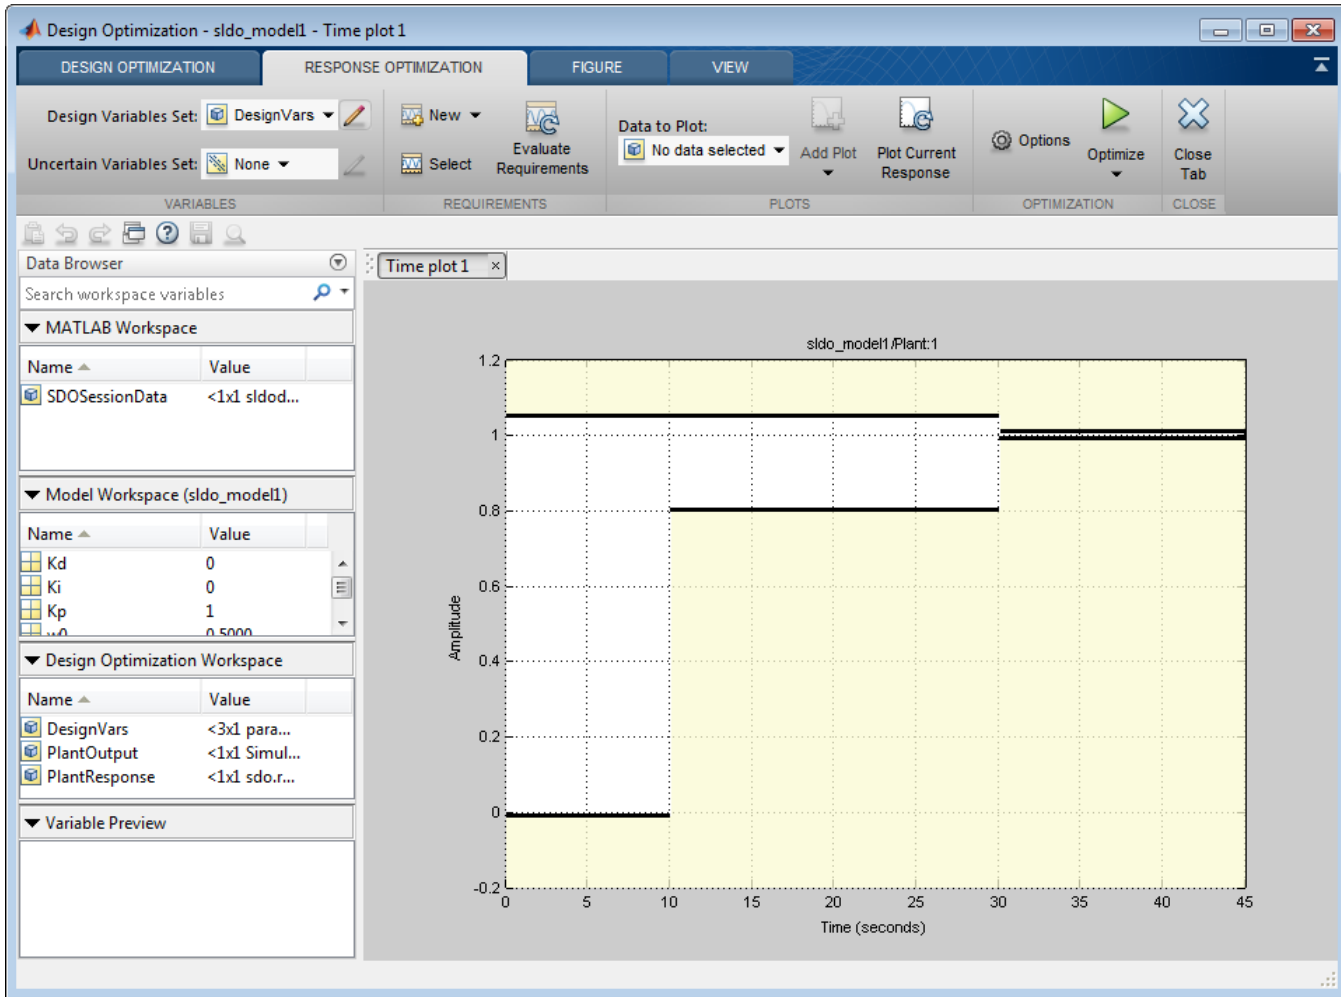 Design Optimization - sldo_model1 - Time plot 1
DESIGN OPTIMIZATION RESPONSE OPTIMIZATION FIGURE VIEW
Design Variables Set: DesignVars
Uncertain Variables Set: None
VARIABLES
New
Select
Evaluate
Requirements
REQUIREMENTS
Data to Plot:
No data selected
Add Plot
Plot Current
Response
PLOTS
Options
Optimize
OPTIMIZATION
Close
Tab
CLOSE
Data Browser
Search workspace variables
MATLAB Workspace
Name Value
SDOSessionData <1x1 sldod...
Model Workspace (sldo_model1)
Name Value
Kd 0
Ki 0
Kp 1
w0 0.5000
Design Optimization Workspace
Name Value
DesignVars <3x1 para...
PlantOutput <1x1 Simul...
PlantResponse <1x1 sdo.r...
Variable Preview
Time plot 1
sldo_model1/Plant:1
1.2
1
0.8
0.6
0.4
0.2
0
-0.2
Amplitude
0 5 10 15 20 25 30 35 40 45
Time (seconds)